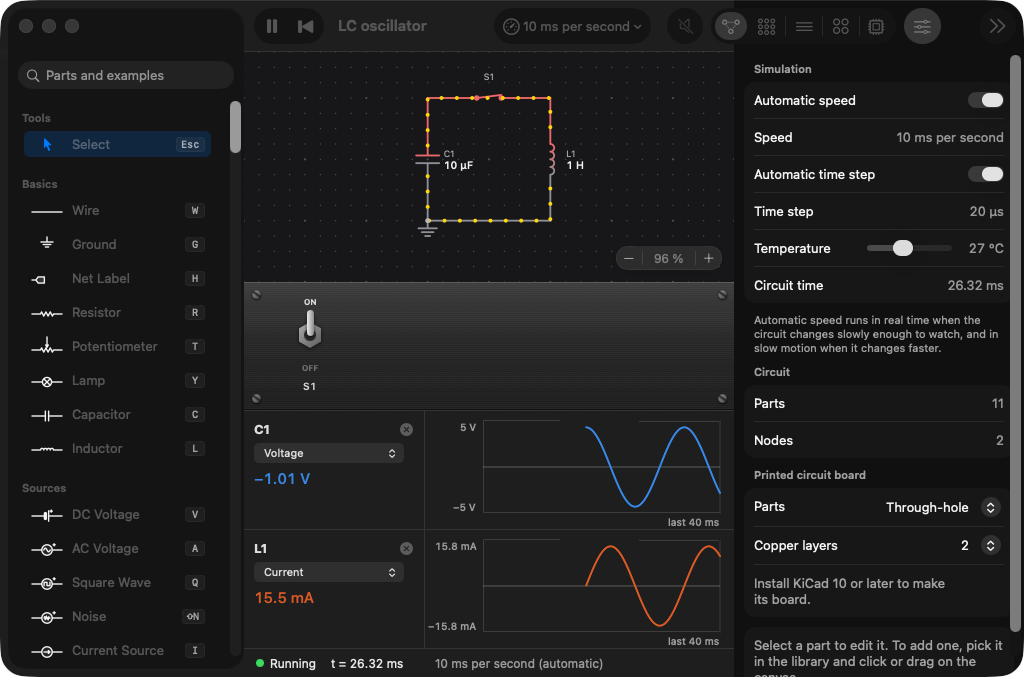 LC oscillator
10 ms per second
Parts and examples
Tools
Select Esc
Basics
Wire W
Ground G
Net Label H
Resistor R
Potentiometer T
Lamp Y
Capacitor C
Inductor L
Sources
DC Voltage V
AC Voltage A
Square Wave Q
Noise ⇧N
Current Source I
S1
C1
10 µF
L1
1 H
96 %
ON
OFF
S1
C1
Voltage
−1.01 V
5 V
−5 V
last 40 ms
L1
Current
15.5 mA
15.8 mA
−15.8 mA
last 40 ms
Running t = 26.32 ms 10 ms per second (automatic)
Simulation
Automatic speed
Speed 10 ms per second
Automatic time step
Time step 20 µs
Temperature 27 °C
Circuit time 26.32 ms
Automatic speed runs in real time when the
circuit changes slowly enough to watch, and in
slow motion when it changes faster.
Circuit
Parts 11
Nodes 2
Printed circuit board
Parts Through-hole
Copper layers 2
Install KiCad 10 or later to make
its board.
Select a part to edit it. To add one, pick it
in the library and click or drag on the